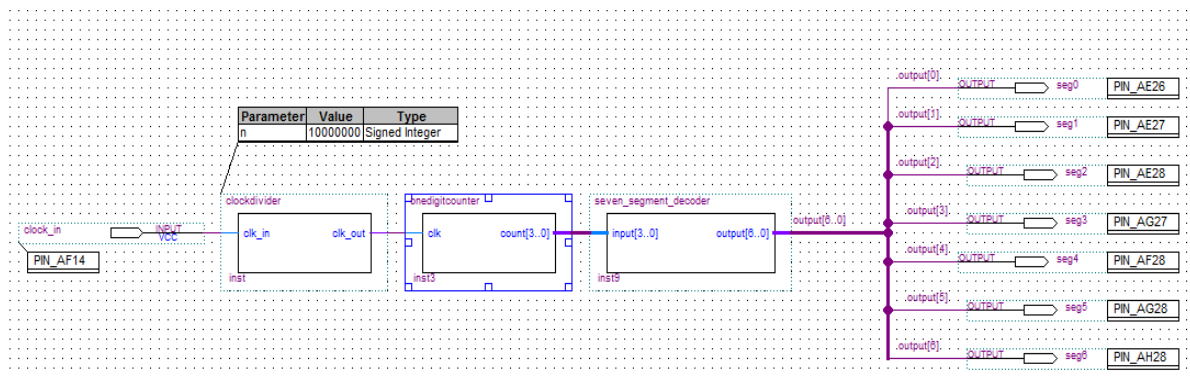 .output[0].
OUTPUT
seg0
PIN_AE26
Parameter Value Type
n 10000000 Signed Integer
.output[1].
OUTPUT
seg1
PIN_AE27
.output[2].
OUTPUT
seg2
PIN_AE28
clockdivider
onedigitcounter
seven_segment_decoder
.output[3].
OUTPUT
seg3
PIN_AG27
clock_in
INPUT
VCC
clk_in
clk_out
clk
count[3..0]
input[3..0]
output[6..0]
output[6..0]
PIN_AF14
inst
inst3
inst9
.output[4].
OUTPUT
seg4
PIN_AF28
.output[5].
OUTPUT
seg5
PIN_AG28
.output[6].
OUTPUT
seg6
PIN_AH28